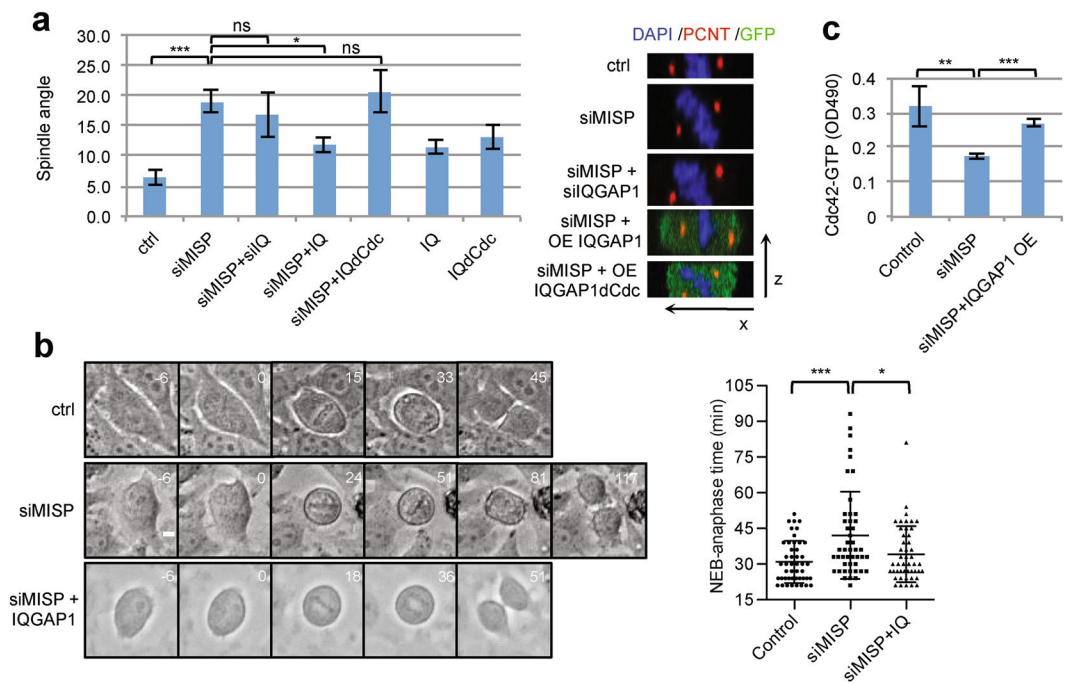 a
Spindle angle
30.0
25.0
20.0
15.0
10.0
5.0
0.0
***
ns
*
ns
ctrl
siMISP
siMISP+siIQ
siMISP+IQ
siMISP+IQdCdc
IQ
IQdCdc
DAPI /PCNT /GFP
ctrl
siMISP
siMISP +
siIQGAP1
siMISP +
OE IQGAP1
siMISP + OE
IQGAP1dCdc
z
x
c
Cdc42-GTP (OD490)
0.4
0.3
0.2
0.1
0
**
***
Control
siMISP
siMISP+IQGAP1 OE
b
ctrl
-6 0 15 33 45
siMISP
-6 0 24 51 81 117
siMISP +
IQGAP1
-6 0 18 36 51
NEB-anaphase time (min)
105
90
75
60
45
30
15
***
*
Control
siMISP
siMISP+IQ